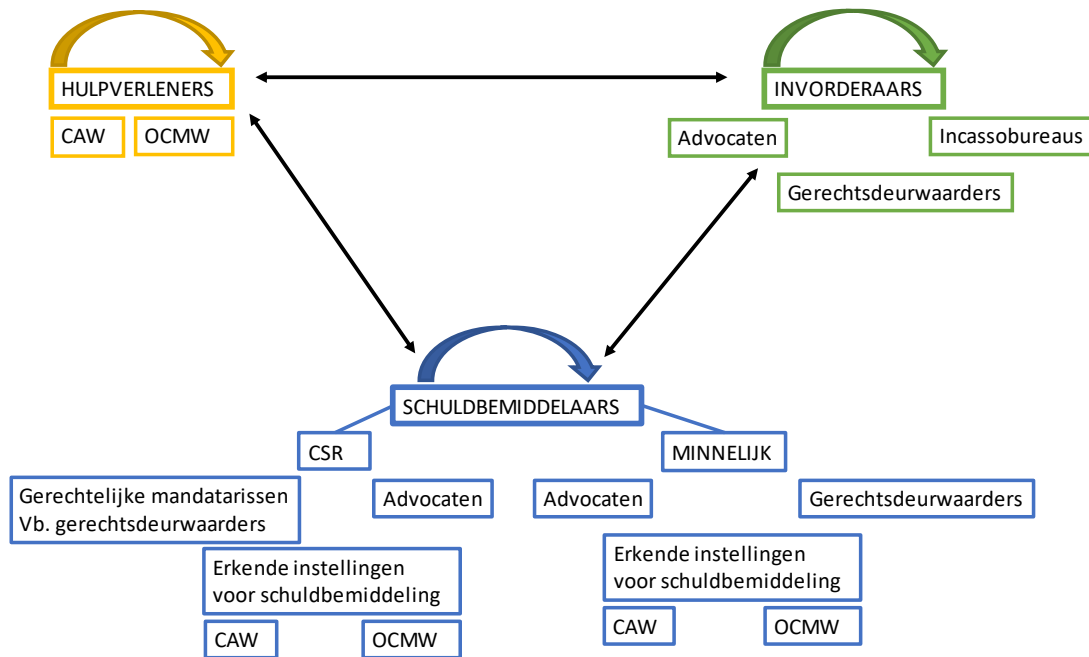 HULPVERLENERS
INVORDERAARS
CAW
OCMW
Advocaten
Incassobureaus
Gerechtsdeurwaarders
SCHULDBEMIDDELAARS
CSR
MINNELIJK
Gerechtelijke mandatarissen
Vb. gerechtsdeurwaarders
Advocaten
Advocaten
Gerechtsdeurwaarders
Erkende instellingen
voor schuldbemiddeling
Erkende instellingen
voor schuldbemiddeling
CAW
OCMW
CAW
OCMW